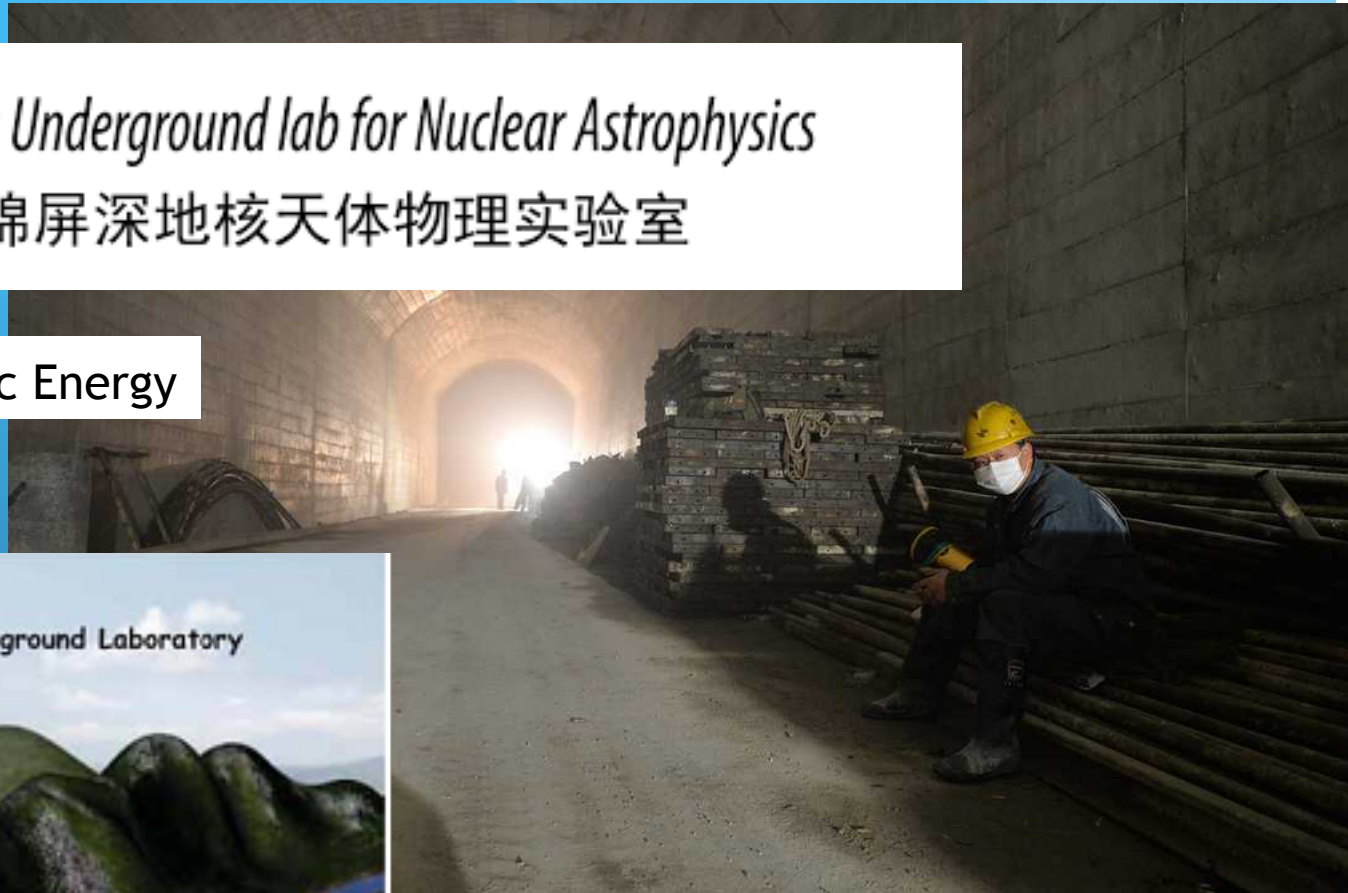 Underground lab for Nuclear Astrophysics
锦屏深地核天体物理实验室
c Energy
ground Laboratory